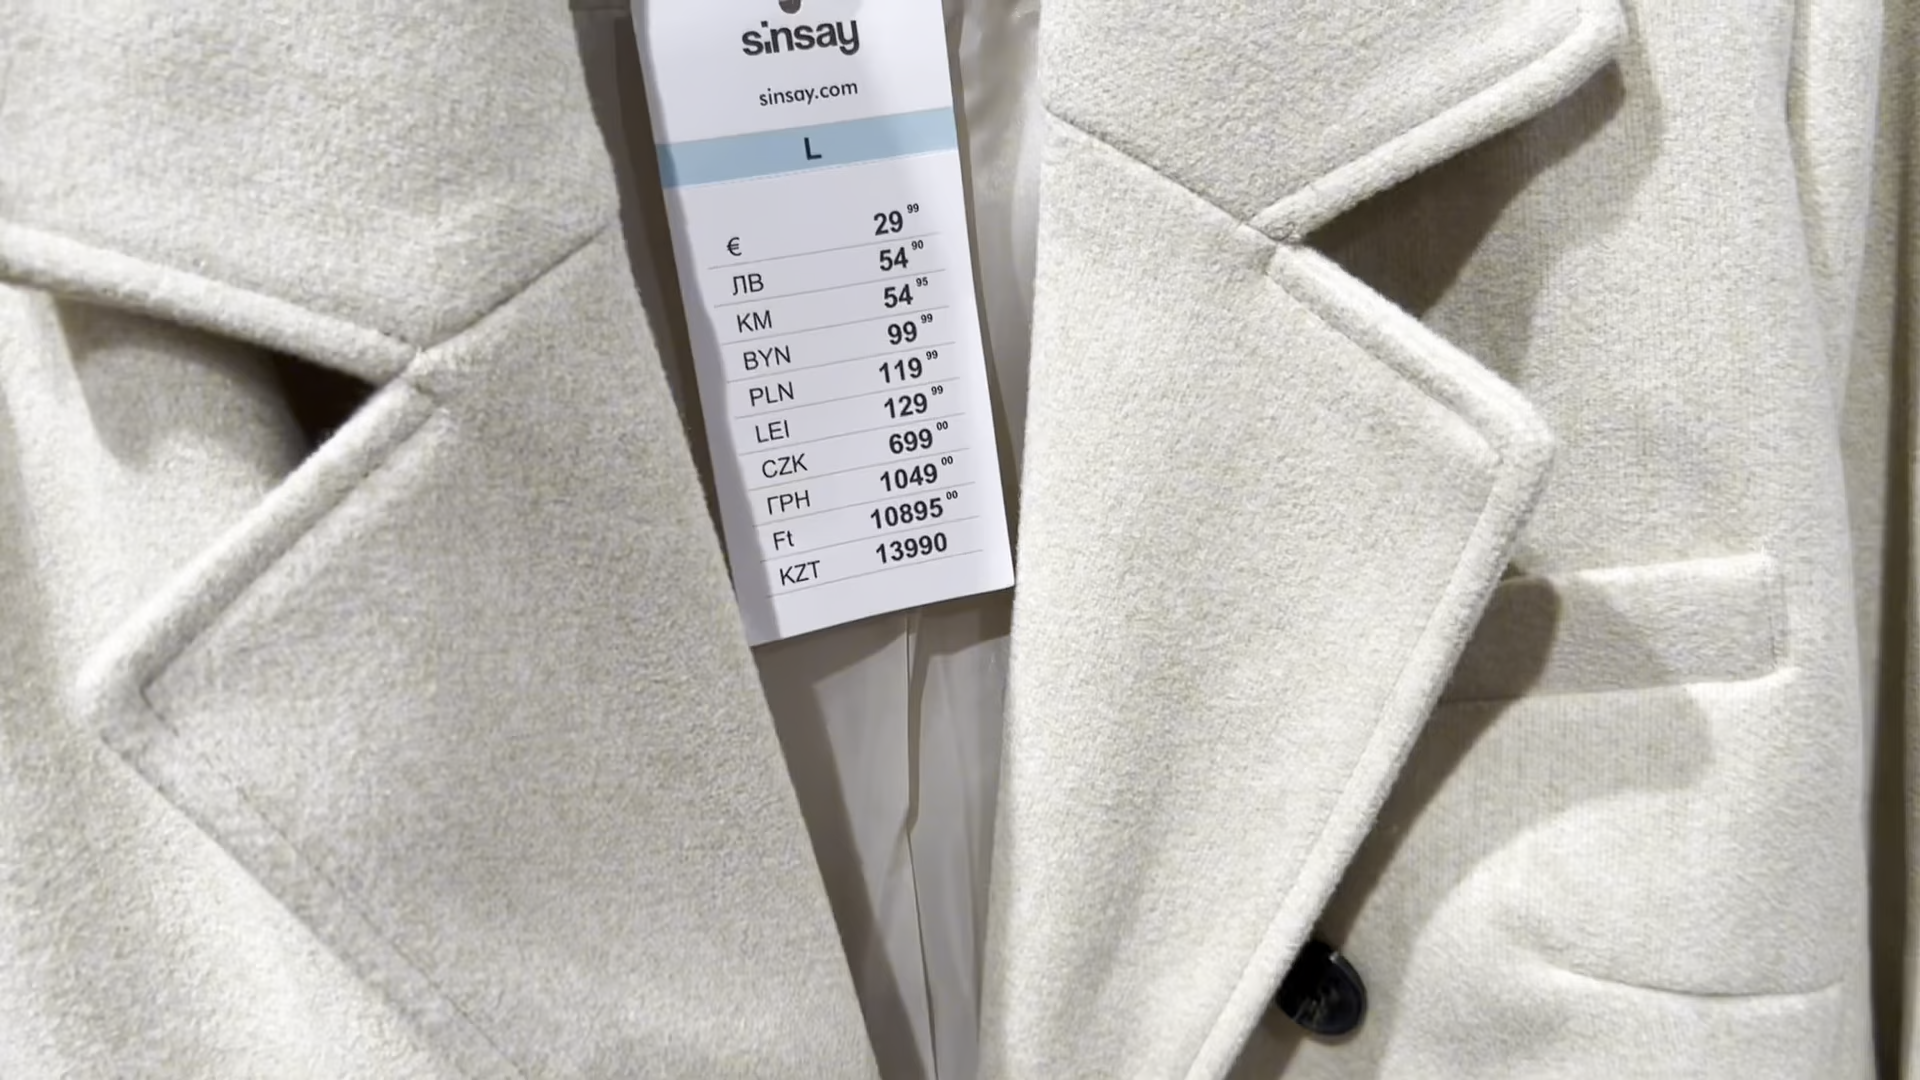 sinsay
sinsay.com
L
€ 29 99
ЛВ 54 90
KM 54 95
BYN 99 99
PLN 119 99
LEI 129 99
CZK 699 00
ГРН 1049 00
Ft 10895 00
KZT 13990